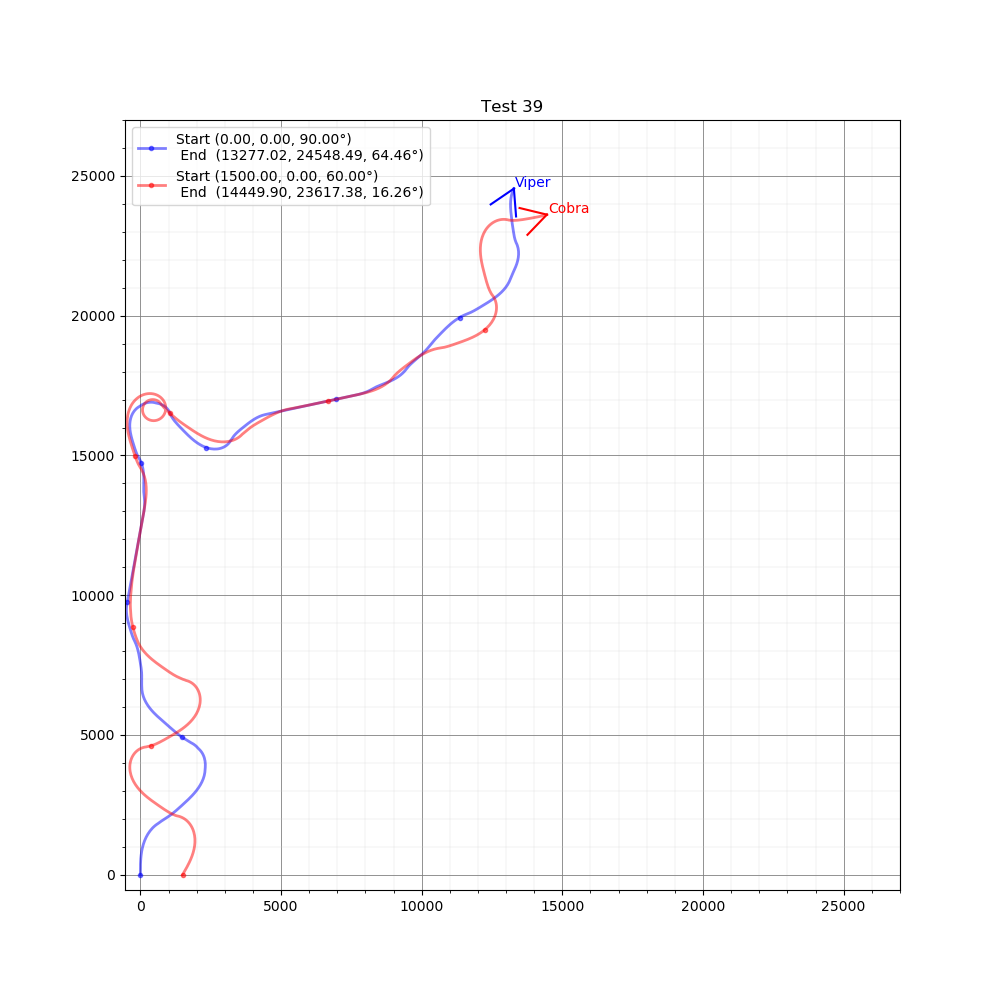 Test 39
Start (0.00, 0.00, 90.00°)
End (13277.02, 24548.49, 64.46°)
Start (1500.00, 0.00, 60.00°)
End (14449.90, 23617.38, 16.26°)
Viper
Cobra
25000
20000
15000
10000
5000
0
0 5000 10000 15000 20000 25000